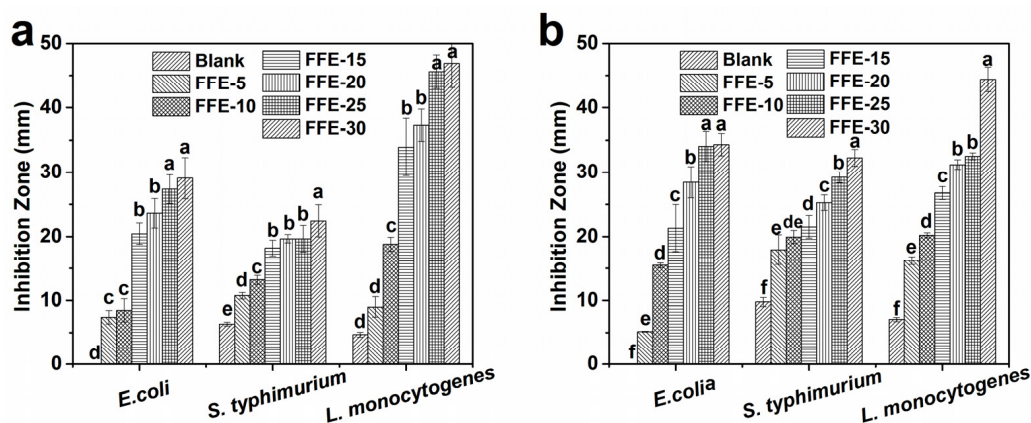 a
Inhibition Zone (mm)
50
40
30
20
10
0
Blank
FFE-5
FFE-10
FFE-15
FFE-20
FFE-25
FFE-30
d c c b b a a
e d c b b b a
d d c b b a a
E.coli
S. typhimurium
L. monocytogenes
b
Inhibition Zone (mm)
50
40
30
20
10
0
Blank
FFE-5
FFE-10
FFE-15
FFE-20
FFE-25
FFE-30
f e d c b a a
f e de d c b a
f e d c b b a
E.colia
S. typhimurium
L. monocytogenes